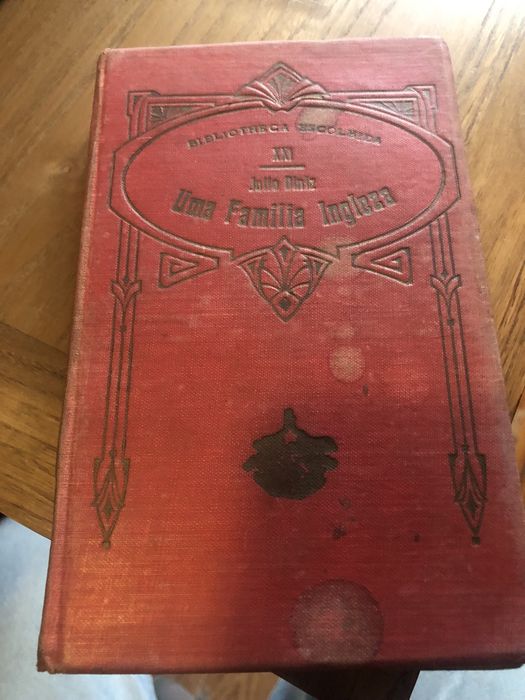 BIBLIOTHECA ESCOLHIDA
XXI
Julio Diniz
Uma Familia Ingleza